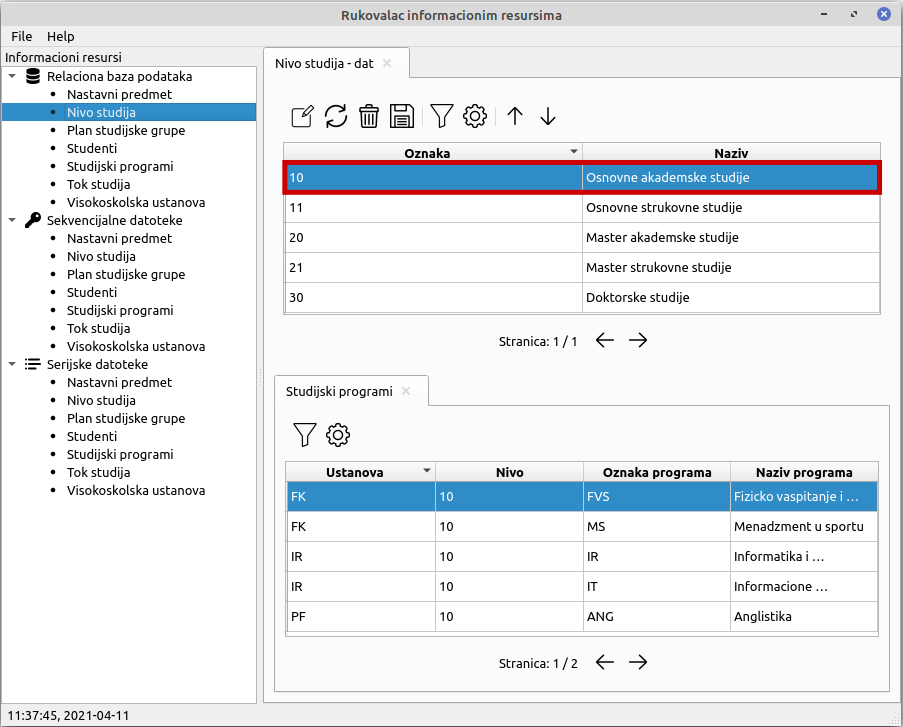 Rukovalac informacionim resursima
File Help
Informacioni resursi
Relaciona baza podataka
Nastavni predmet
Nivo studija
Plan studijske grupe
Studenti
Studijski programi
Tok studija
Visokoskolska ustanova
Sekvencijalne datoteke
Nastavni predmet
Nivo studija
Plan studijske grupe
Studenti
Studijski programi
Tok studija
Visokoskolska ustanova
Serijske datoteke
Nastavni predmet
Nivo studija
Plan studijske grupe
Studenti
Studijski programi
Tok studija
Visokoskolska ustanova
Nivo studija - dat
Oznaka Naziv
10 Osnovne akademske studije
11 Osnovne strukovne studije
20 Master akademske studije
21 Master strukovne studije
30 Doktorske studije
Stranica: 1 / 1
Studijski programi
Ustanova Nivo Oznaka programa Naziv programa
FK 10 FVS Fizicko vaspitanje i ...
FK 10 MS Menadzment u sportu
IR 10 IR Informatika i ...
IR 10 IT Informacione ...
PF 10 ANG Anglistika
Stranica: 1 / 2
11:37:45, 2021-04-11